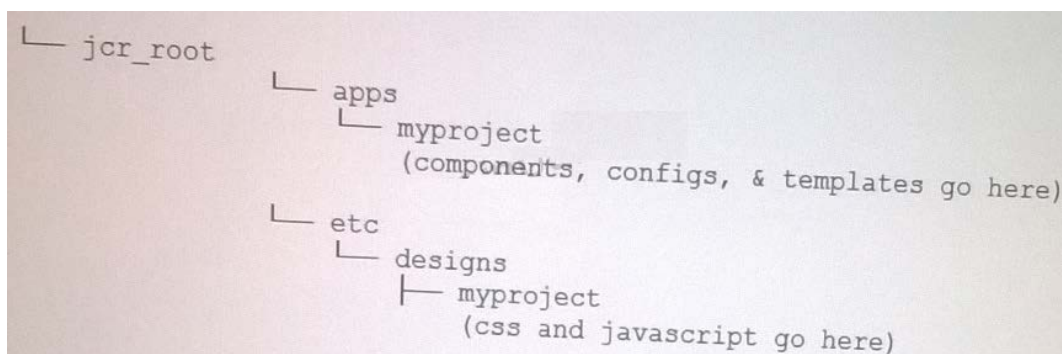 jcr_root
apps
myproject
(components, configs, & templates go here)
etc
designs
myproject
(css and javascript go here)